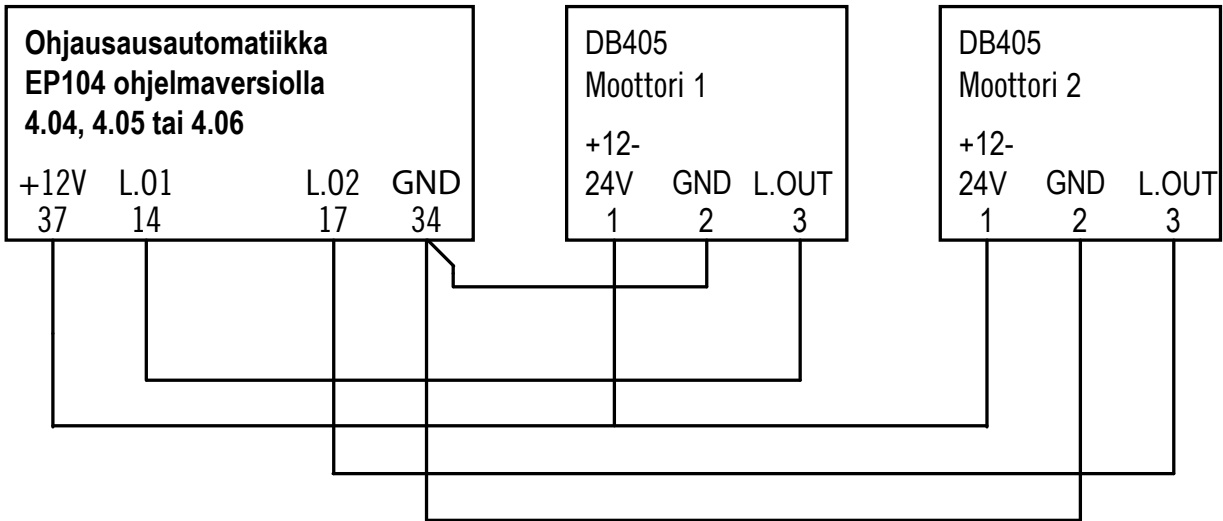 Ohjausausautomatiikka
EP104 ohjelmaversiolla
4.04, 4.05 tai 4.06
+12V L.01 L.02 GND
37 14 17 34
DB405
Moottori 1
+12-
24V GND L.OUT
1 2 3
DB405
Moottori 2
+12-
24V GND L.OUT
1 2 3